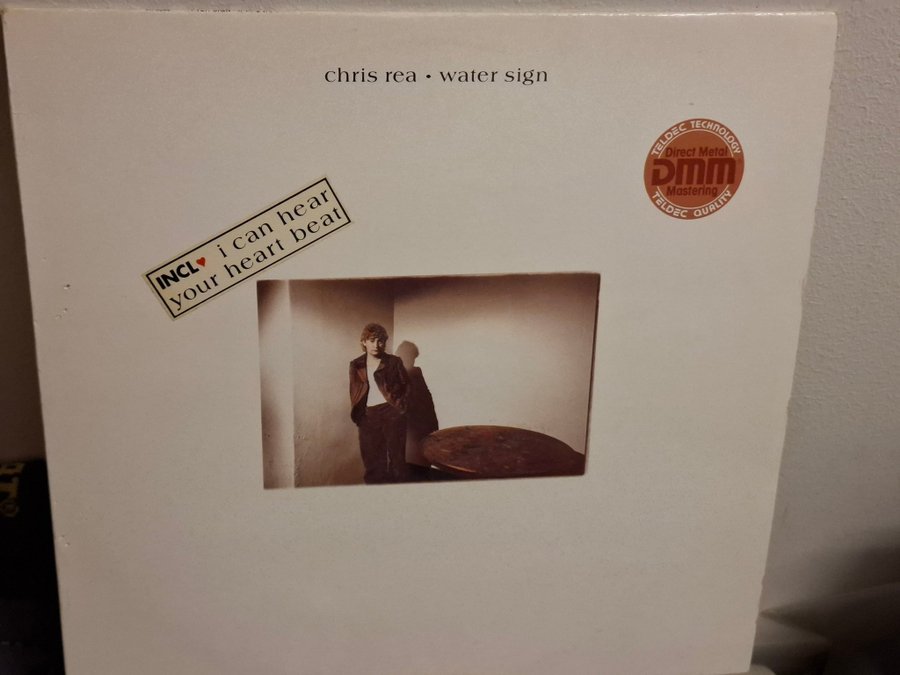 chris rea • water sign
TELDEC TECHNOLOGY
Direct Metal
DMM
Mastering
TELDEC QUALITY
INCL♥ i can hear
your heart beat